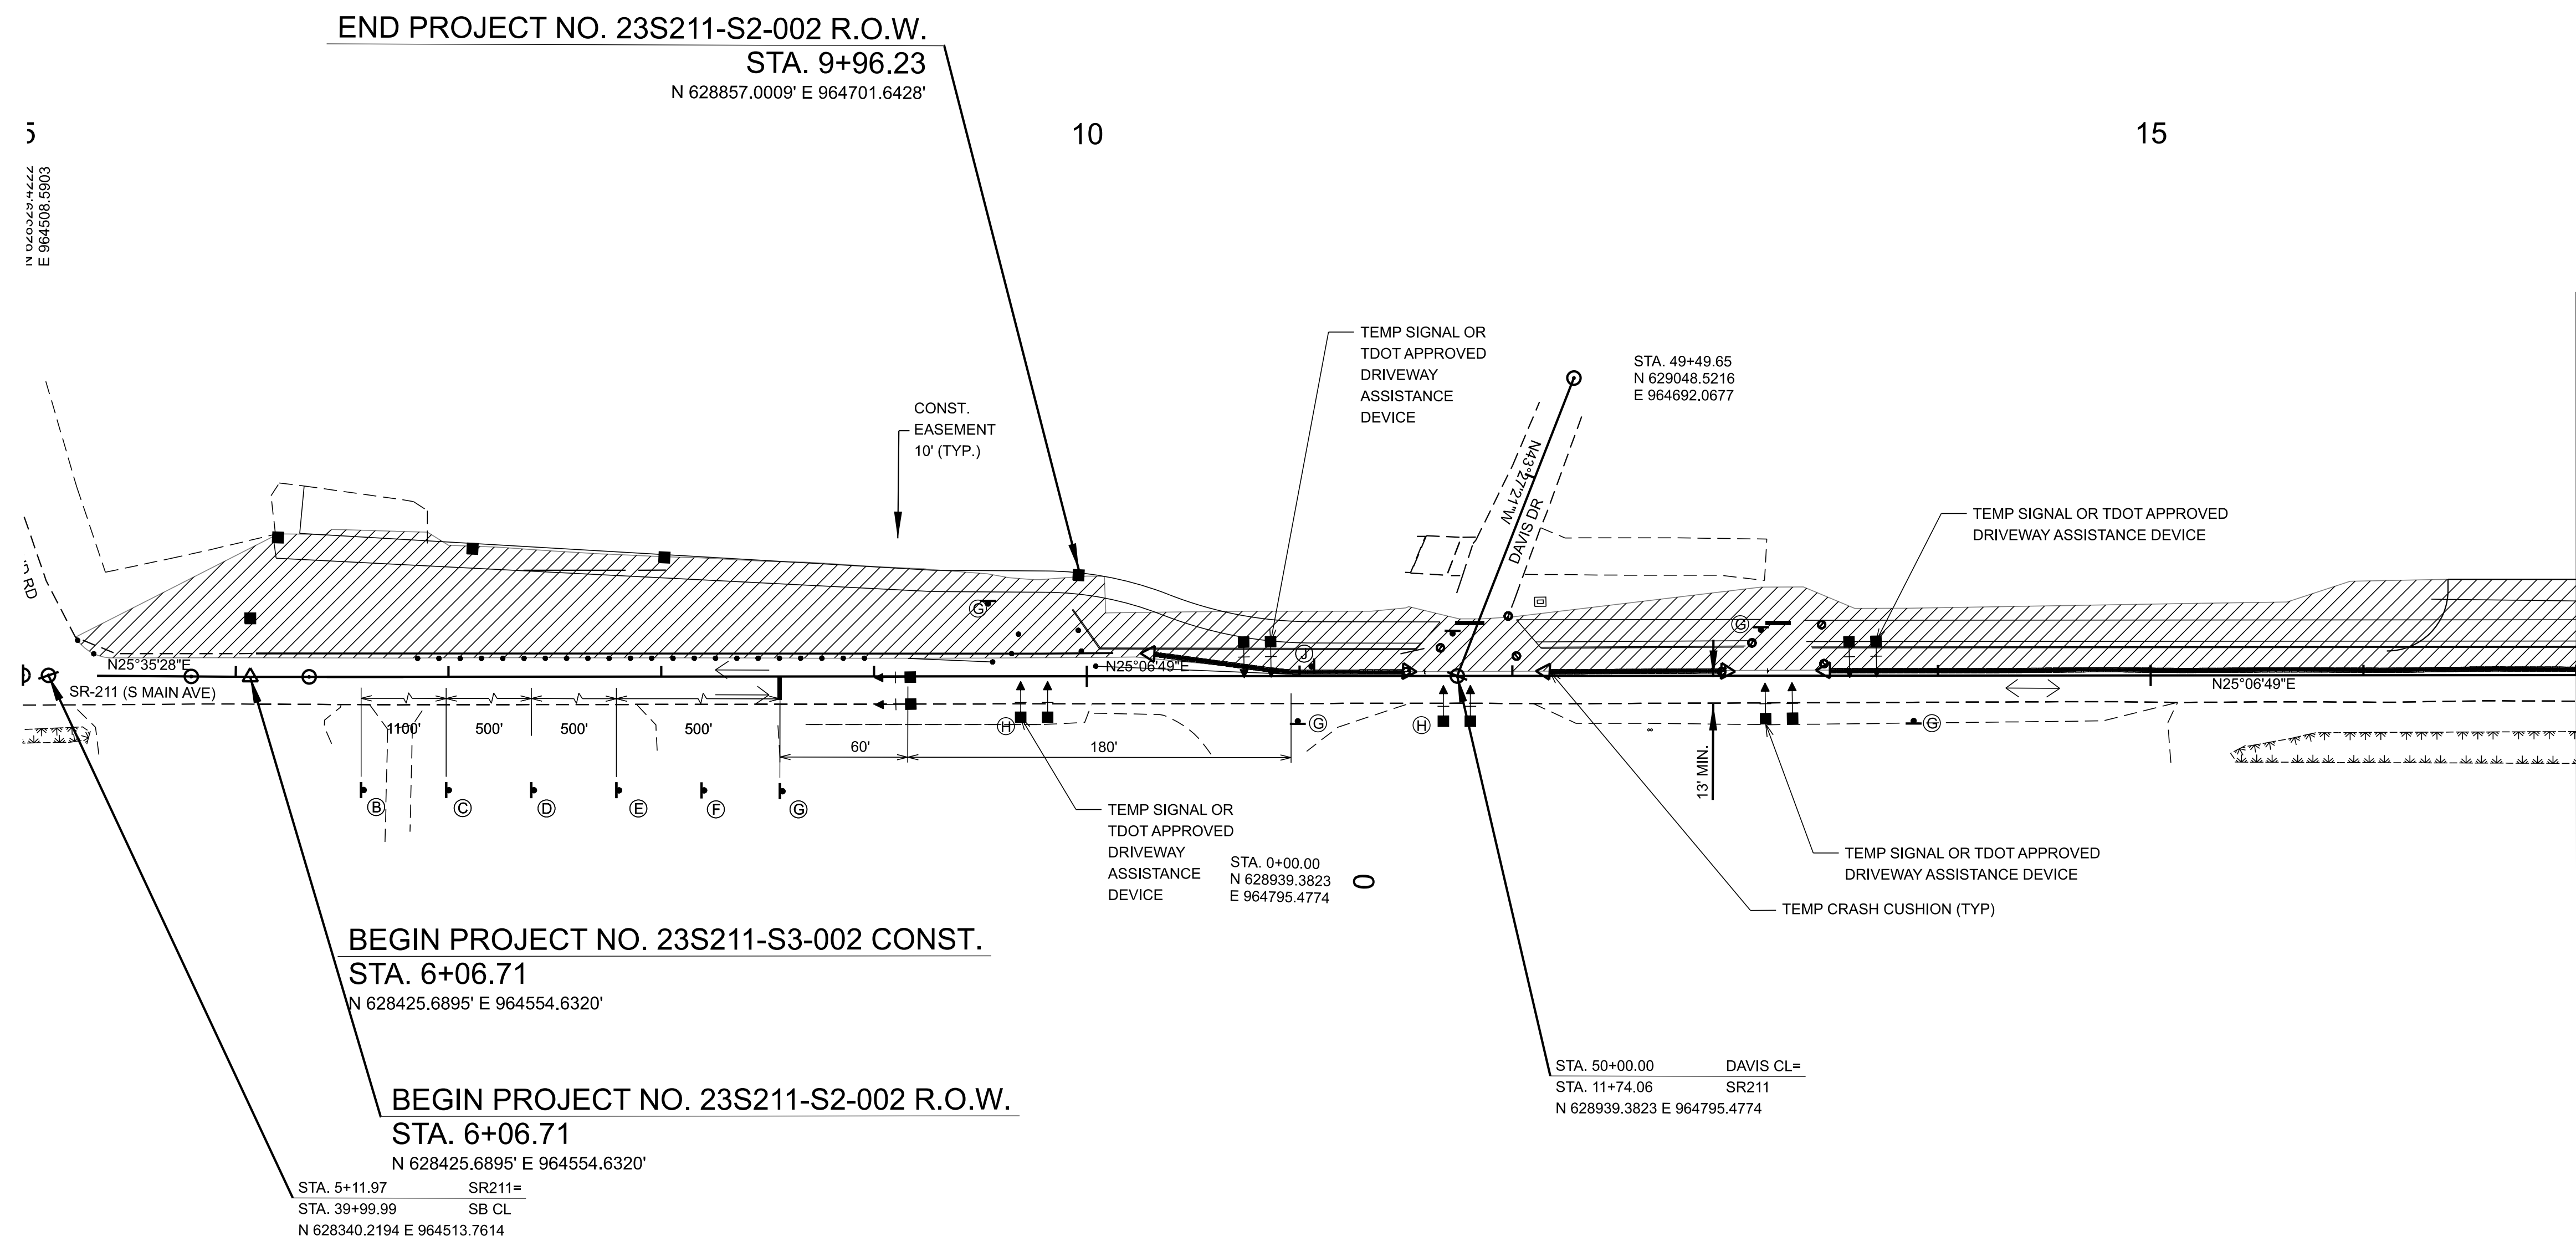 END PROJECT NO. 23S211-S2-002 R.O.W.
STA. 9+96.23
N 628857.0009' E 964701.6428'
5
10
15
E 964508.5903
TEMP SIGNAL OR
TDOT APPROVED
DRIVEWAY
ASSISTANCE
DEVICE
STA. 49+49.65
N 629048.5216
E 964692.0677
CONST.
EASEMENT
10' (TYP.)
N43°27'21"W
DAVIS DR
TEMP SIGNAL OR TDOT APPROVED
DRIVEWAY ASSISTANCE DEVICE
RD
G
G
J
N25°35'28"E
N25°06'49"E
N25°06'49"E
SR-211 (S MAIN AVE)
1100'
500'
500'
500'
H
G
H
G
60'
180'
13' MIN.
B
C
D
E
F
G
TEMP SIGNAL OR
TDOT APPROVED
DRIVEWAY
ASSISTANCE
DEVICE
STA. 0+00.00
N 628939.3823
E 964795.4774
0
TEMP SIGNAL OR TDOT APPROVED
DRIVEWAY ASSISTANCE DEVICE
TEMP CRASH CUSHION (TYP)
BEGIN PROJECT NO. 23S211-S3-002 CONST.
STA. 6+06.71
N 628425.6895' E 964554.6320'
STA. 50+00.00 DAVIS CL=
STA. 11+74.06 SR211
N 628939.3823 E 964795.4774
BEGIN PROJECT NO. 23S211-S2-002 R.O.W.
STA. 6+06.71
N 628425.6895' E 964554.6320'
STA. 5+11.97 SR211=
STA. 39+99.99 SB CL
N 628340.2194 E 964513.7614